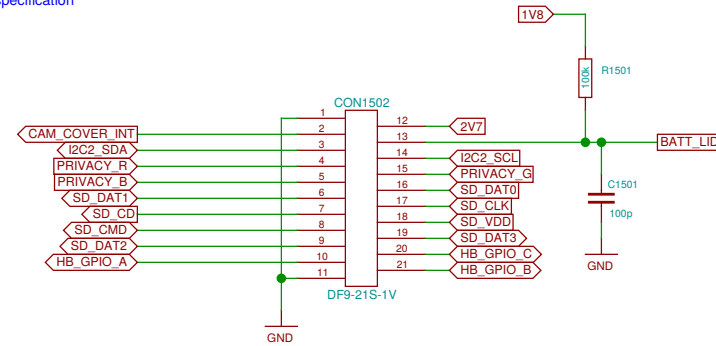 specification
1V8
100k
R1501
CON1502
1
2
3
4
5
6
7
8
9
10
11
12
13
14
15
16
17
18
19
20
21
CAM_COVER_INT
I2C2_SDA
PRIVACY_R
PRIVACY_B
SD_DAT1
SD_CD
SD_CMD
SD_DAT2
HB_GPIO_A
2V7
BATT_LID
I2C2_SCL
PRIVACY_G
SD_DAT0
SD_CLK
SD_VDD
SD_DAT3
HB_GPIO_C
HB_GPIO_B
C1501
100p
GND
DF9-21S-1V
GND